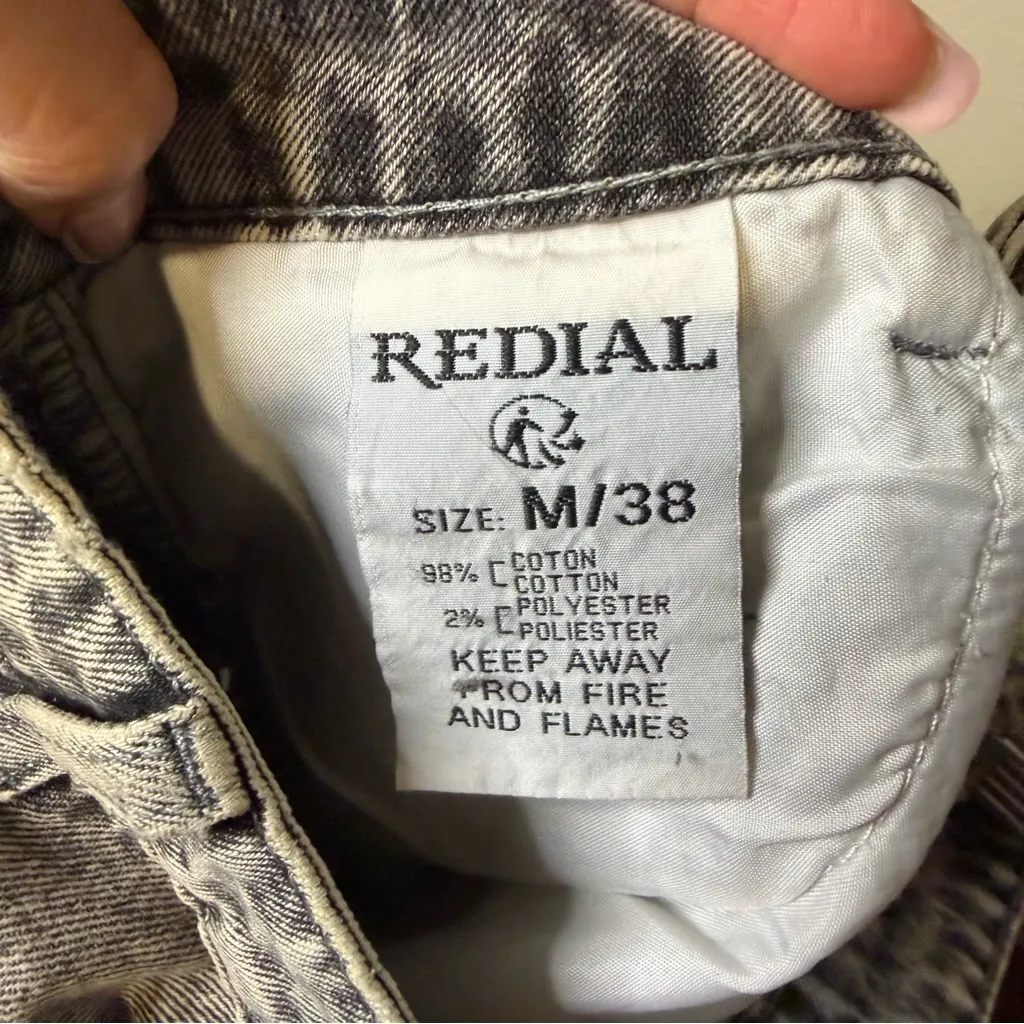 REDIAL
SIZE: M/38
98% [COTON
COTTON
2% [POLYESTER
POLIESTER
KEEP AWAY
FROM FIRE
AND FLAMES